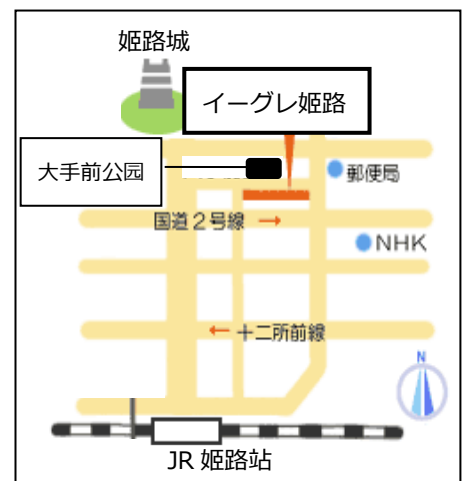 姫路城
イーグレ姫路
大手前公园
郵便局
国道2号線 →
NHK
← 十二所前線
N
JR 姫路站